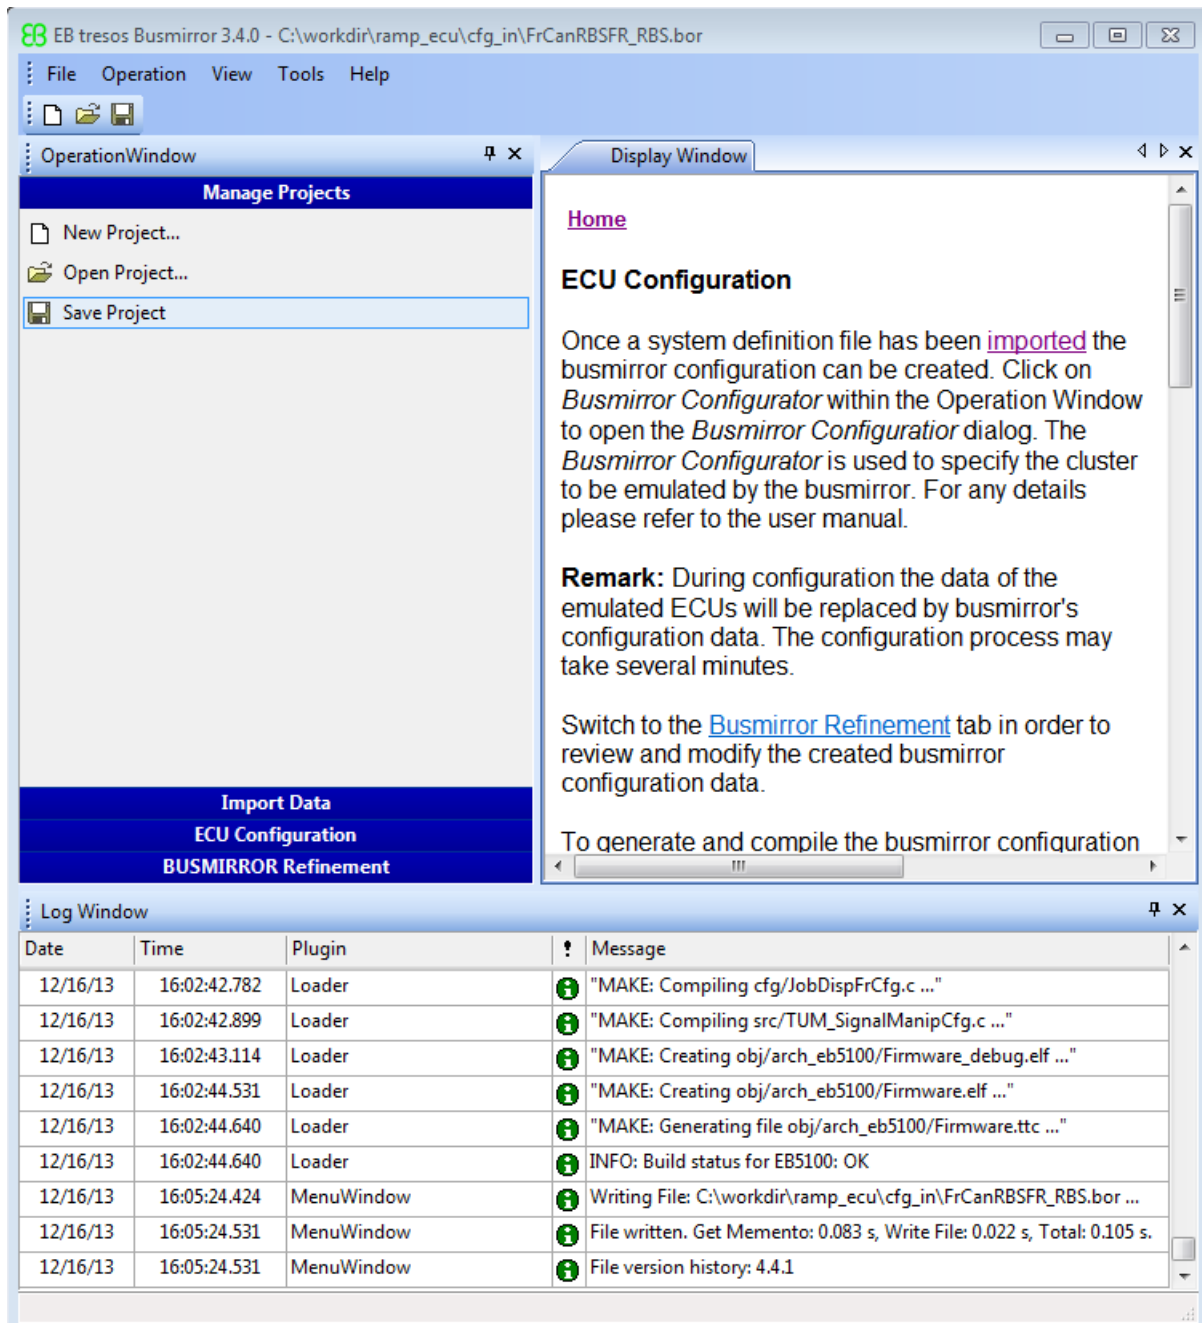 EB tresos Busmirror 3.4.0 - C:\workdir\ramp_ecu\cfg_in\FrCanRBSFR_RBS.bor
File Operation View Tools Help
OperationWindow
Manage Projects
New Project...
Open Project...
Save Project
Import Data
ECU Configuration
BUSMIRROR Refinement
Display Window
Home
ECU Configuration
Once a system definition file has been imported the
busmirror configuration can be created. Click on
Busmirror Configurator within the Operation Window
to open the Busmirror Configuratior dialog. The
Busmirror Configurator is used to specify the cluster
to be emulated by the busmirror. For any details
please refer to the user manual.
Remark: During configuration the data of the
emulated ECUs will be replaced by busmirror's
configuration data. The configuration process may
take several minutes.
Switch to the Busmirror Refinement tab in order to
review and modify the created busmirror
configuration data.
To generate and compile the busmirror configuration
Log Window
Date Time Plugin ! Message
12/16/13 16:02:42.782 Loader "MAKE: Compiling cfg/JobDispFrCfg.c ..."
12/16/13 16:02:42.899 Loader "MAKE: Compiling src/TUM_SignalManipCfg.c ..."
12/16/13 16:02:43.114 Loader "MAKE: Creating obj/arch_eb5100/Firmware_debug.elf ..."
12/16/13 16:02:44.531 Loader "MAKE: Creating obj/arch_eb5100/Firmware.elf ..."
12/16/13 16:02:44.640 Loader "MAKE: Generating file obj/arch_eb5100/Firmware.ttc ..."
12/16/13 16:02:44.640 Loader INFO: Build status for EB5100: OK
12/16/13 16:05:24.424 MenuWindow Writing File: C:\workdir\ramp_ecu\cfg_in\FrCanRBSFR_RBS.bor ...
12/16/13 16:05:24.531 MenuWindow File written. Get Memento: 0.083 s, Write File: 0.022 s, Total: 0.105 s.
12/16/13 16:05:24.531 MenuWindow File version history: 4.4.1